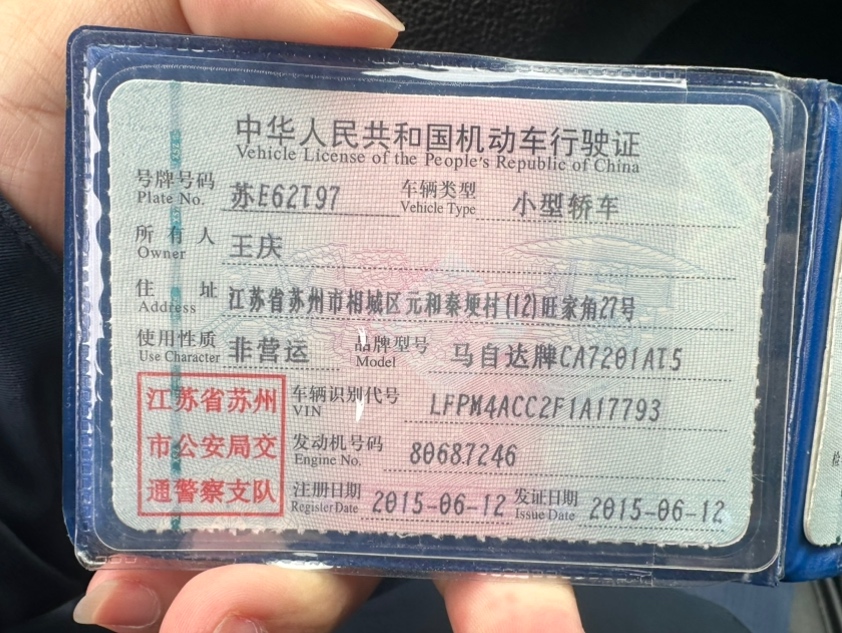 中华人民共和国机动车行驶证
Vehicle License of the People's Republic of China
号牌号码 苏E62T97 车辆类型 小型轿车
Plate No. Vehicle Type
所有人 王庆
Owner
住址 江苏省苏州市相城区元和秦埂村(12)旺家角27号
Address
使用性质 非营运 品牌型号 马自达牌CA7201AT5
Use Character Model
江苏省苏州
市公安局交
通警察支队
车辆识别代号 LFPM4ACC2F1A17793
VIN
发动机号码 80687246
Engine No.
注册日期 2015-06-12 发证日期 2015-06-12
Register Date Issue Date